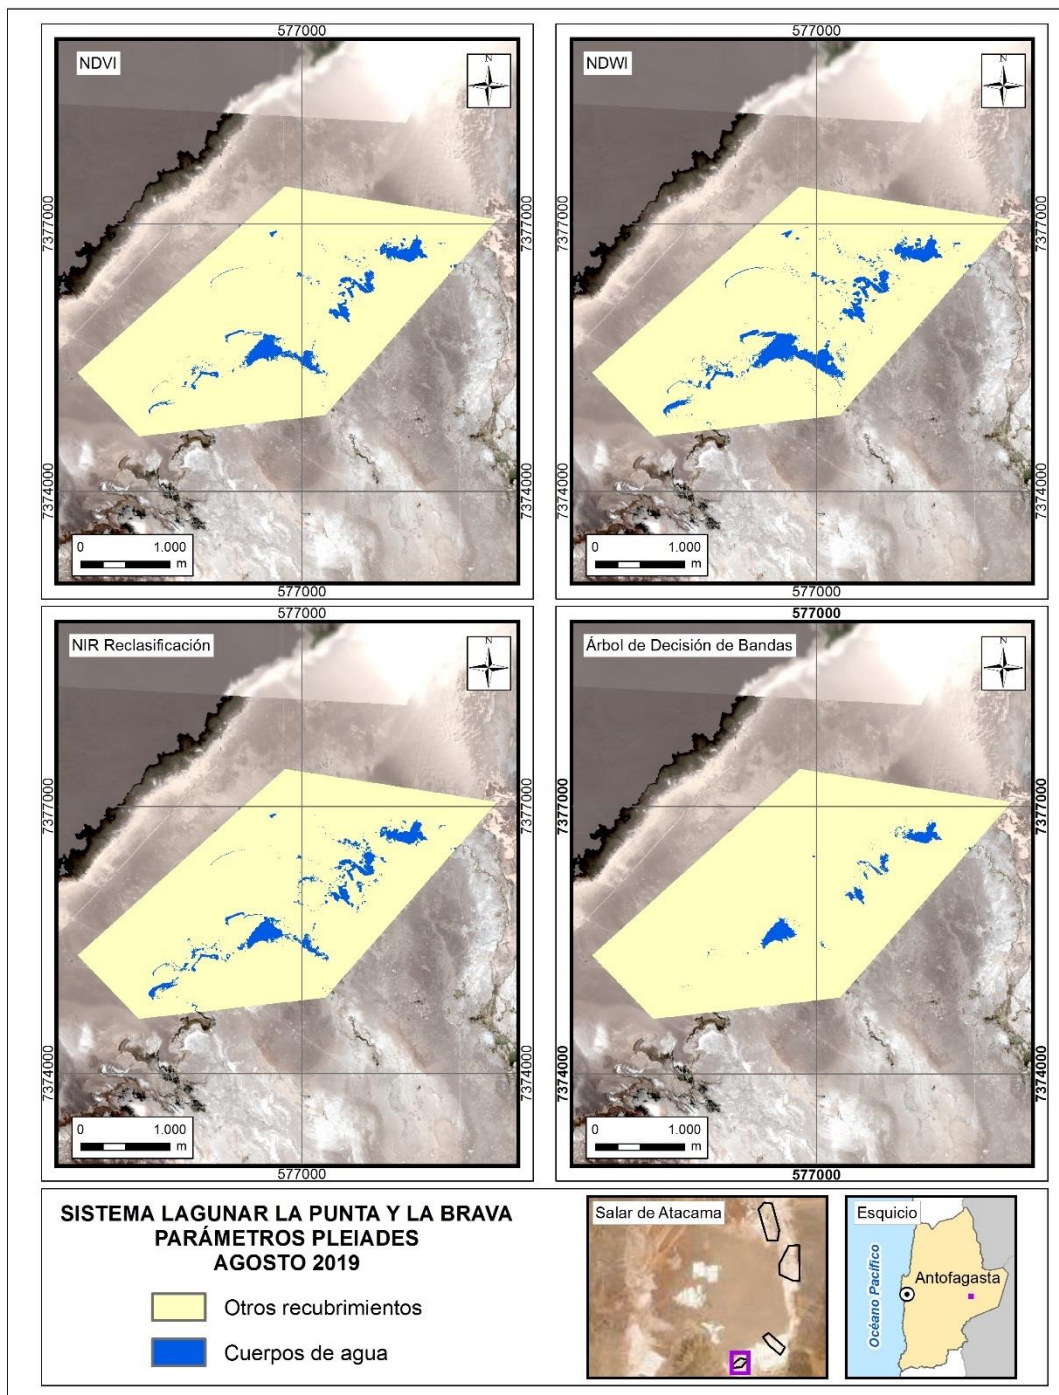 577000
577000
NDVI
N
NDWI
N
7377000
7377000
7377000
7377000
7374000
7374000
7374000
7374000
0
1.000
m
0
1.000
m
577000
577000
577000
577000
NIR Reclasificación
N
Árbol de Decisión de Bandas
N
7377000
7377000
7377000
7377000
7374000
7374000
7374000
7374000
0
1.000
m
0
1.000
m
577000
577000
SISTEMA LAGUNAR LA PUNTA Y LA BRAVA
PARÁMETROS PLEIADES
AGOSTO 2019
Otros recubrimientos
Cuerpos de agua
Salar de Atacama
Esquicio
Océano Pacífico
Antofagasta